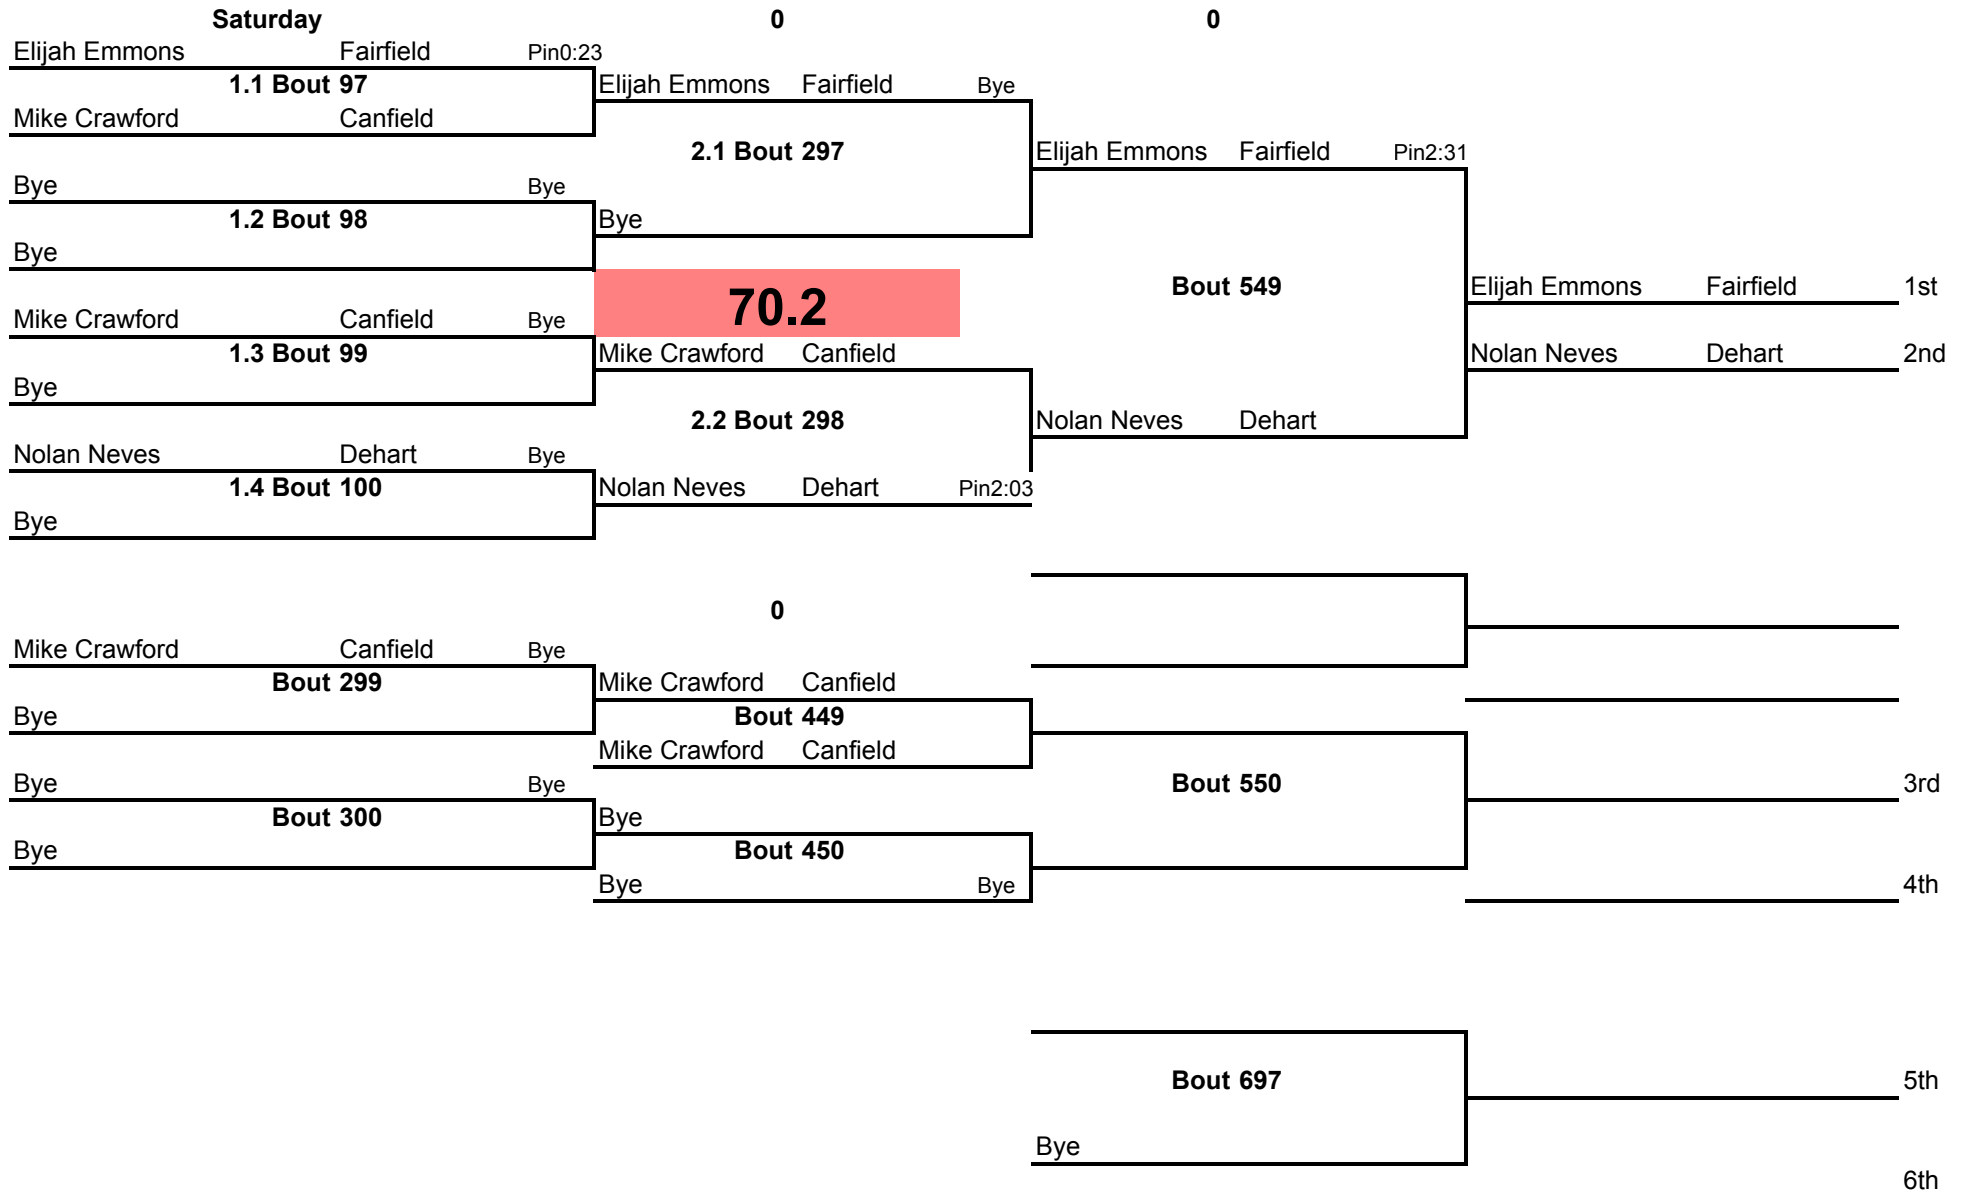 Saturday 0 0
Elijah Emmons Fairfield Pin0:23
1.1 Bout 97 Elijah Emmons Fairfield Bye
Mike Crawford Canfield
2.1 Bout 297 Elijah Emmons Fairfield Pin2:31
Bye Bye
1.2 Bout 98 Bye
Bye
70.2 Bout 549 Elijah Emmons Fairfield 1st
Mike Crawford Canfield Bye
1.3 Bout 99 Mike Crawford Canfield Nolan Neves Dehart 2nd
Bye
2.2 Bout 298 Nolan Neves Dehart
Nolan Neves Dehart Bye
1.4 Bout 100 Nolan Neves Dehart Pin2:03
Bye
0
Mike Crawford Canfield Bye
Bout 299 Mike Crawford Canfield
Bye Bout 449
Mike Crawford Canfield
Bye Bye Bout 550 3rd
Bout 300 Bye
Bye Bout 450
Bye Bye 4th
Bout 697 5th
Bye
6th